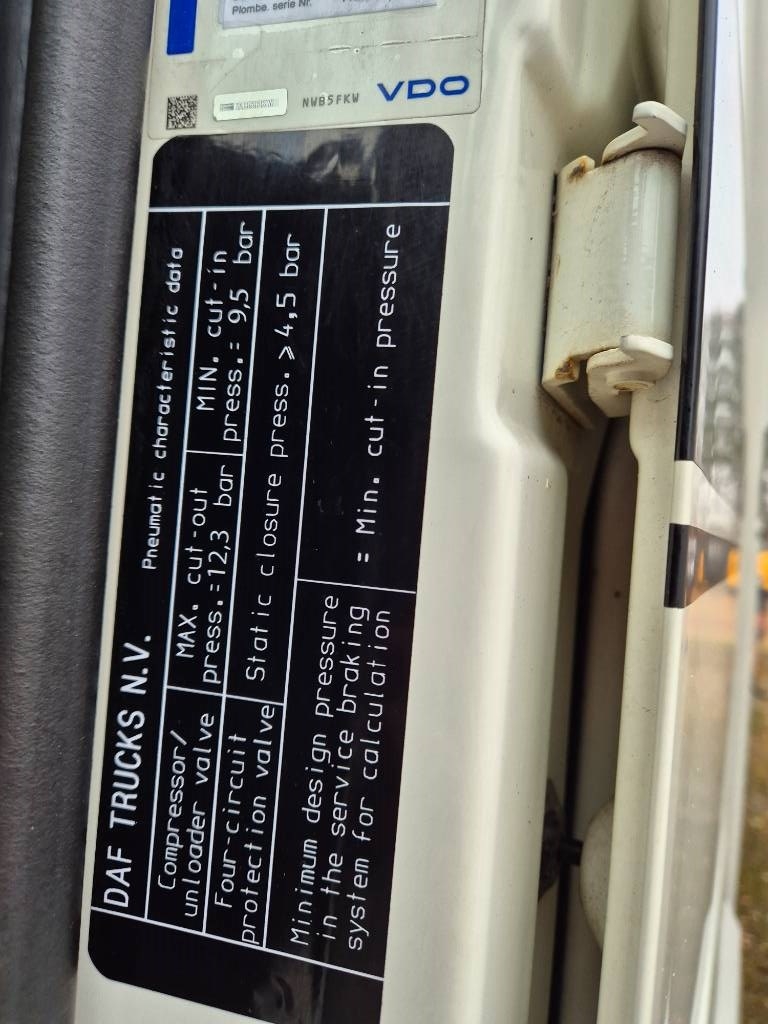 Plombe. serie Nr.
NWB5FKW
VDO
DAF TRUCKS N.V. Pneumatic characteristic data
Compressor/
unloader valve
MAX. cut-out
press.=12,3 bar
MIN. cut-in
press.= 9,5 bar
Four-circuit
protection valve
Static closure press. ⩾4,5 bar
Minimum design pressure
in the service braking
system for calculation
= Min. cut-in pressure